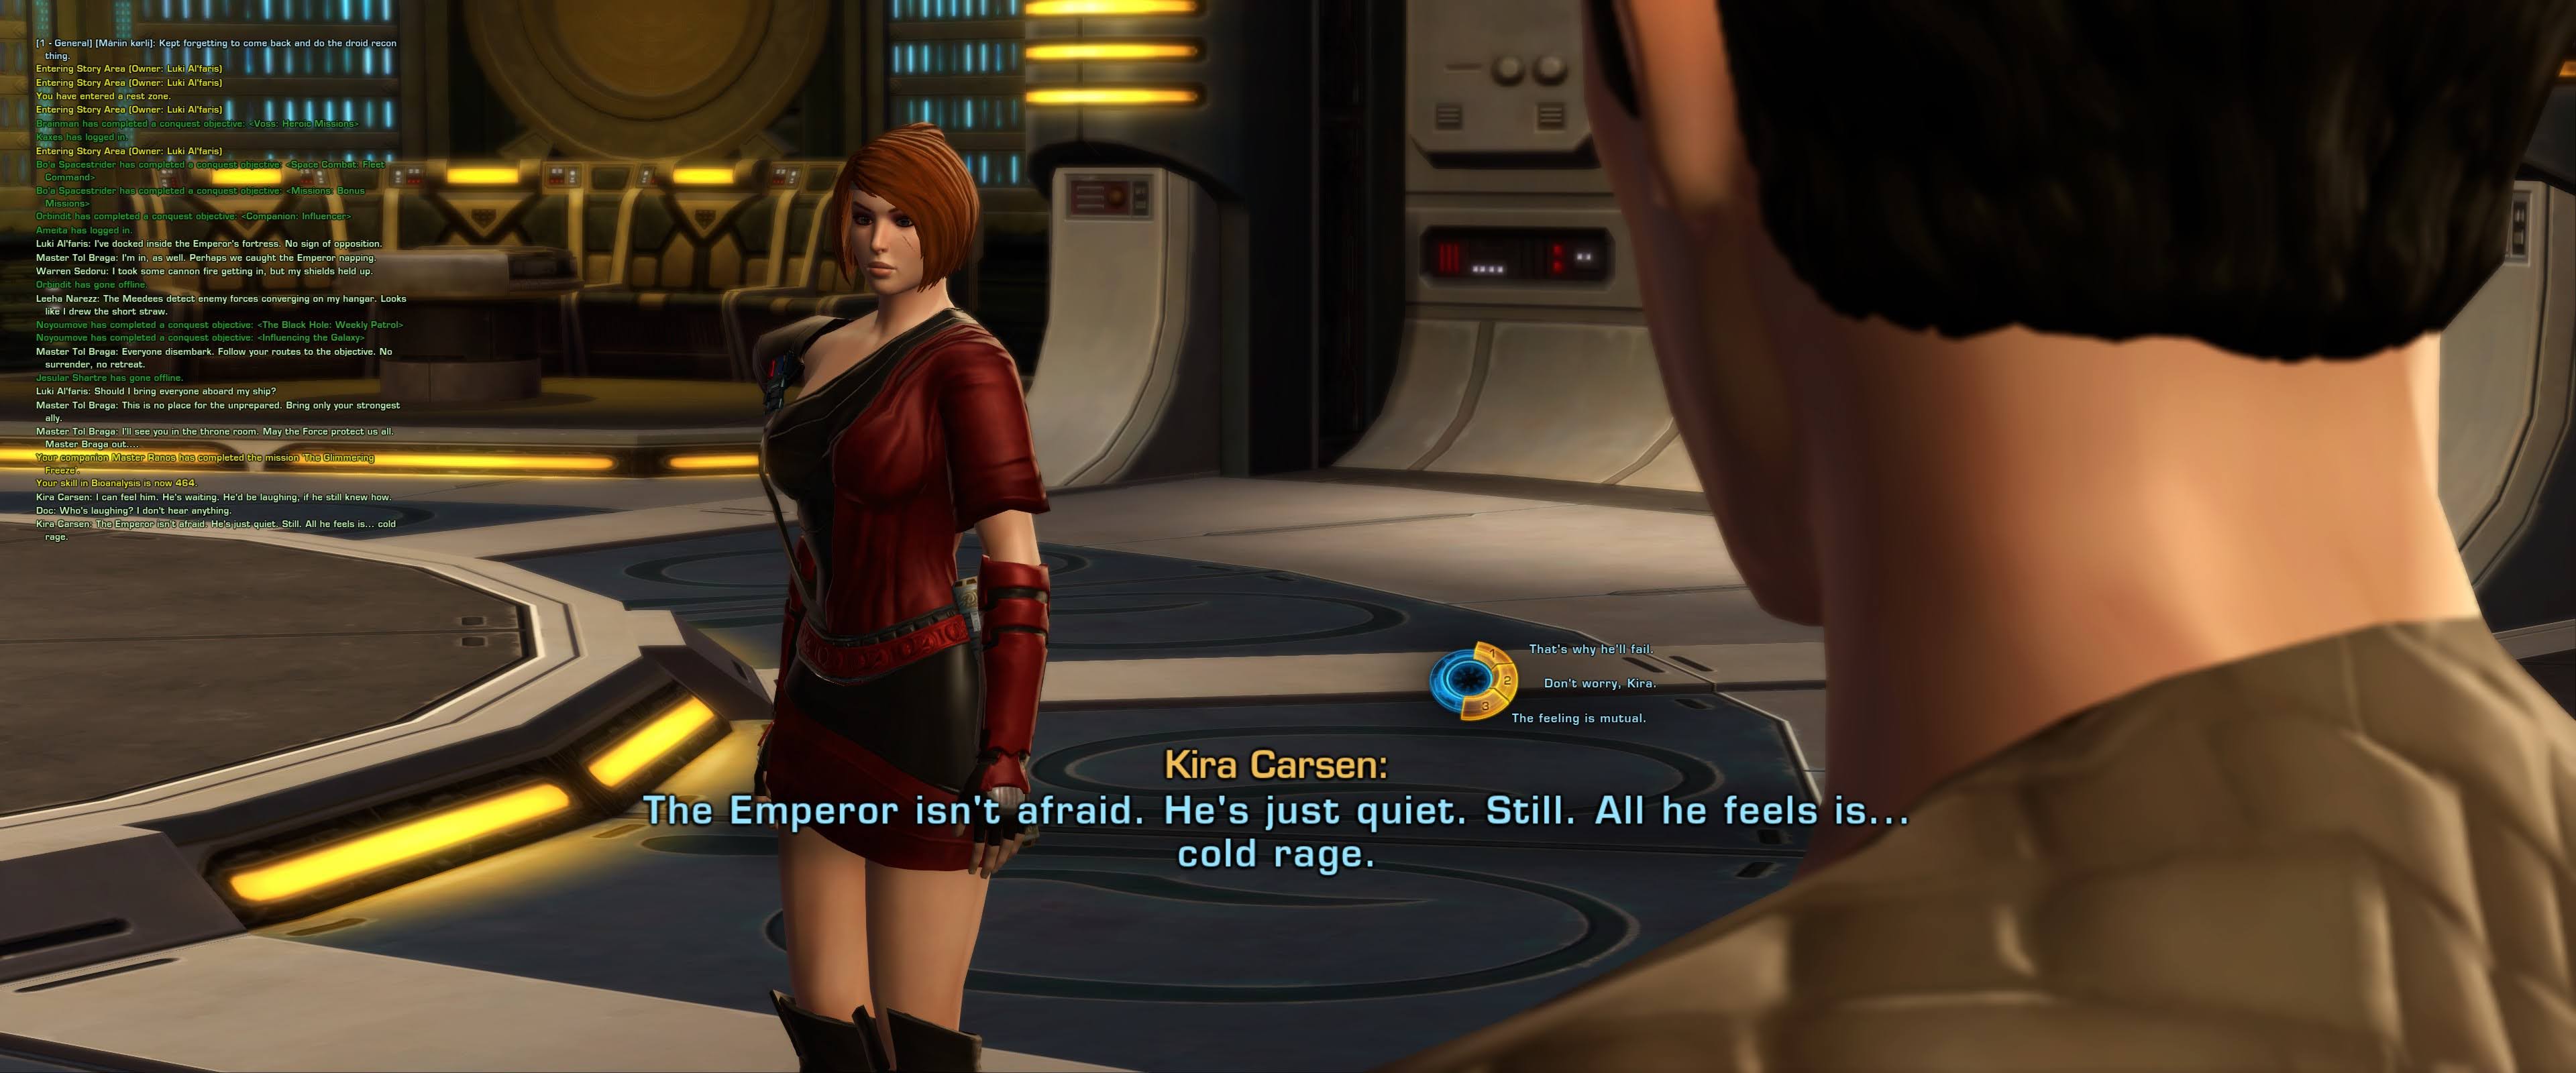 [1 - General] [Màrin kørli]: Kept forgetting to come back and do the droid recon
thing.
Entering Story Area (Owner: Luki Al'faris)
Entering Story Area (Owner: Luki Al'faris)
You have entered a rest zone.
Entering Story Area (Owner: Luki Al'faris)
Brainman has completed a conquest objective: <Voss: Heroic Missions>
Kaxes has logged in.
Entering Story Area (Owner: Luki Al'faris)
Bo'a Spacestrider has completed a conquest objective: <Space Combat: Fleet
Command>
Bo'a Spacestrider has completed a conquest objective: <Missions: Bonus
Missions>
Orbindit has completed a conquest objective: <Companion: Influencer>
Ameita has logged in.
Luki Al'faris: I've docked inside the Emperor's fortress. No sign of opposition.
Master Tol Braga: I'm in, as well. Perhaps we caught the Emperor napping.
Warren Sedoru: I took some cannon fire getting in, but my shields held up.
Orbindit has gone offline.
Leeha Narezz: The Meedees detect enemy forces converging on my hangar. Looks
like I drew the short straw.
Noyoumove has completed a conquest objective: <The Black Hole: Weekly Patrol>
Noyoumove has completed a conquest objective: <Influencing the Galaxy>
Master Tol Braga: Everyone disembark. Follow your routes to the objective. No
surrender, no retreat.
Jesular Shartre has gone offline.
Luki Al'faris: Should I bring everyone aboard my ship?
Master Tol Braga: This is no place for the unprepared. Bring only your strongest
ally.
Master Tol Braga: I'll see you in the throne room. May the Force protect us all.
Master Braga out....
Your companion Master Ranos has completed the mission 'The Glimmering
Freeze'.
Your skill in Bioanalysis is now 464.
Kira Carsen: I can feel him. He's waiting. He'd be laughing, if he still knew how.
Doc: Who's laughing? I don't hear anything.
Kira Carsen: The Emperor isn't afraid. He's just quiet. Still. All he feels is... cold
rage.
1 That's why he'll fail.
2 Don't worry, Kira.
3 The feeling is mutual.
Kira Carsen:
The Emperor isn't afraid. He's just quiet. Still. All he feels is...
cold rage.